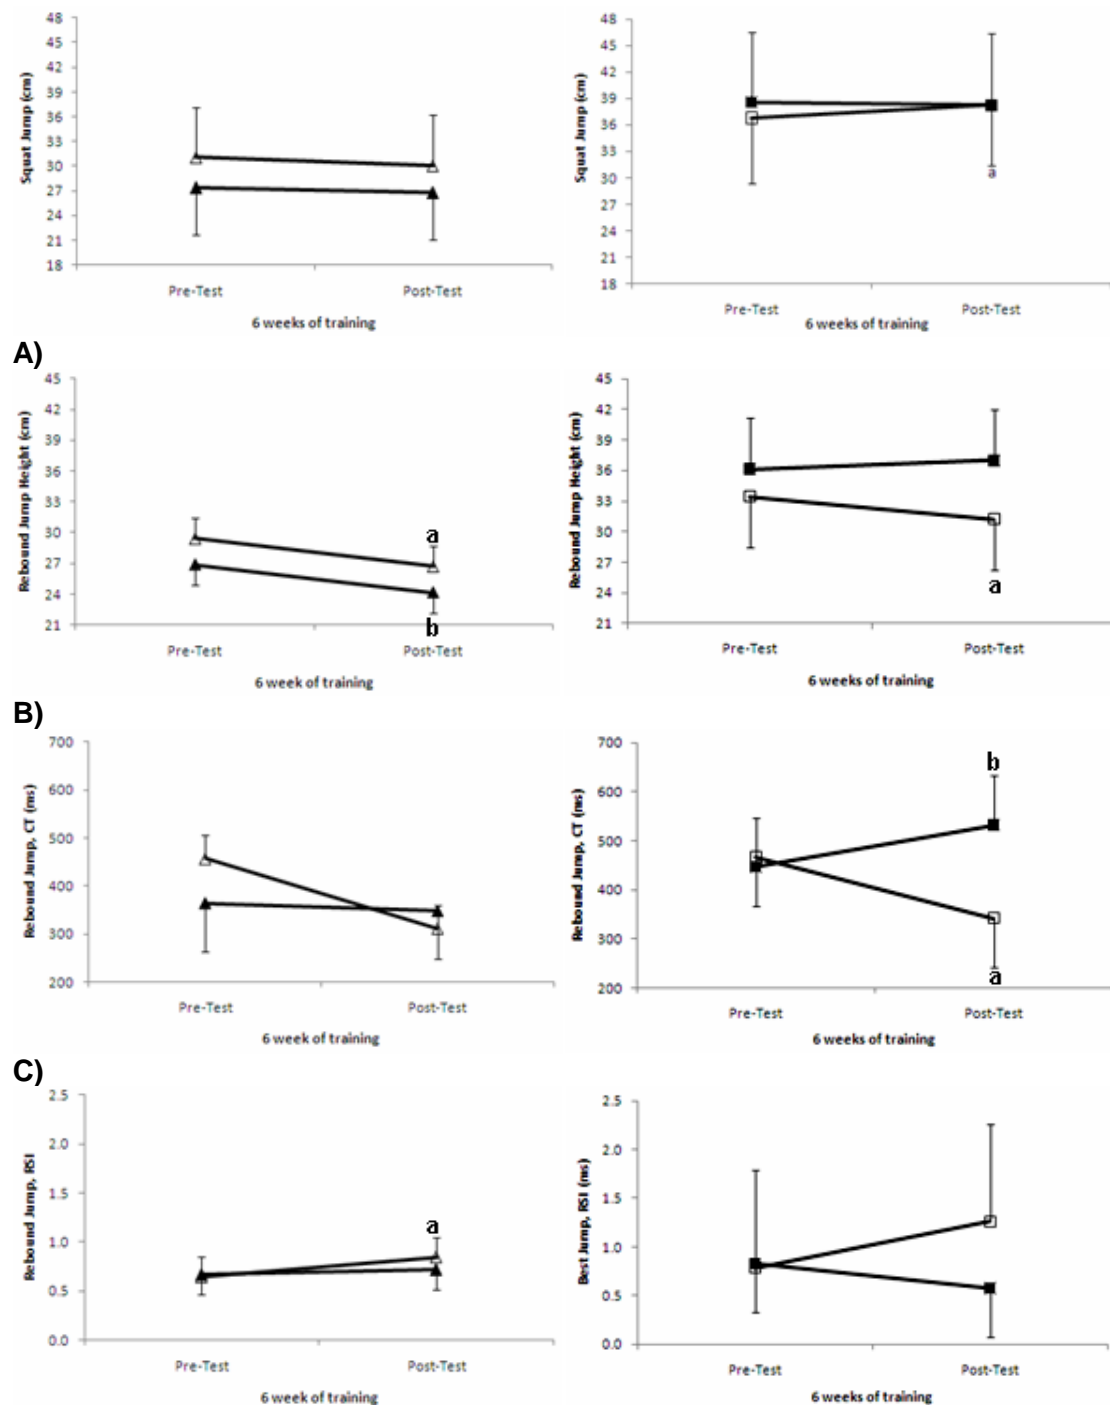 48
45
42
39
36
33
30
27
24
21
18
Squat Jump (cm)
Pre-Test Post-Test
6 weeks of training
48
45
42
39
36
33
30
27
24
21
18
Squat Jump (cm)
a
Pre-Test Post-Test
6 weeks of training
A)
45
42
39
36
33
30
27
24
21
Rebound Jump Height (cm)
a
b
Pre-Test Post-Test
6 week of training
45
42
39
36
33
30
27
24
21
Rebound Jump Height (cm)
a
Pre-Test Post-Test
6 weeks of training
B)
700
600
500
400
300
200
Rebound Jump, CT (ms)
Pre-Test Post-Test
6 week of training
700
600
500
400
300
200
Rebound Jump, CT (ms)
b
a
Pre-Test Post-Test
6 weeks of training
C)
2.5
2.0
1.5
1.0
0.5
0.0
Rebound Jump, RSI
a
Pre-Test Post-Test
6 week of training
2.5
2.0
1.5
1.0
0.5
0.0
Best Jump, RSI (ms)
Pre-Test Post-Test
6 weeks of training